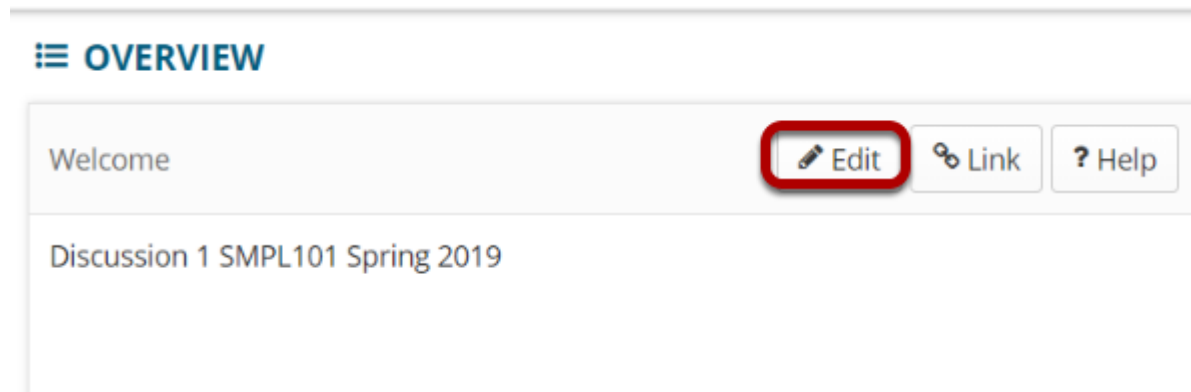 OVERVIEW
Welcome Edit Link ? Help
Discussion 1 SMPL101 Spring 2019